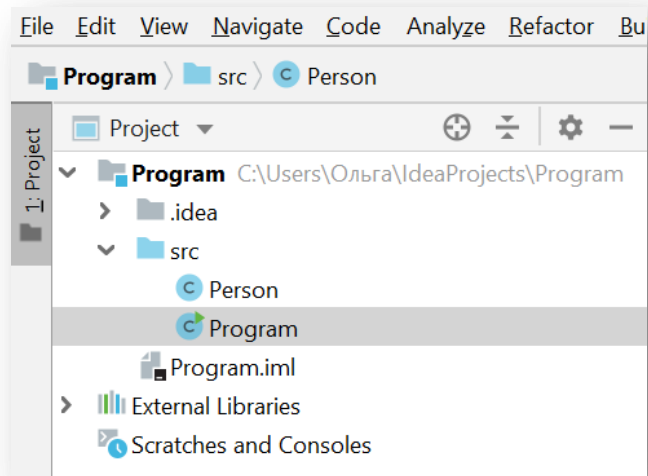 File Edit View Navigate Code Analyze Refactor Bu
Program src C Person
1: Project
Project
Program C:\Users\Ольга\IdeaProjects\Program
.idea
src
C Person
C Program
Program.iml
External Libraries
Scratches and Consoles